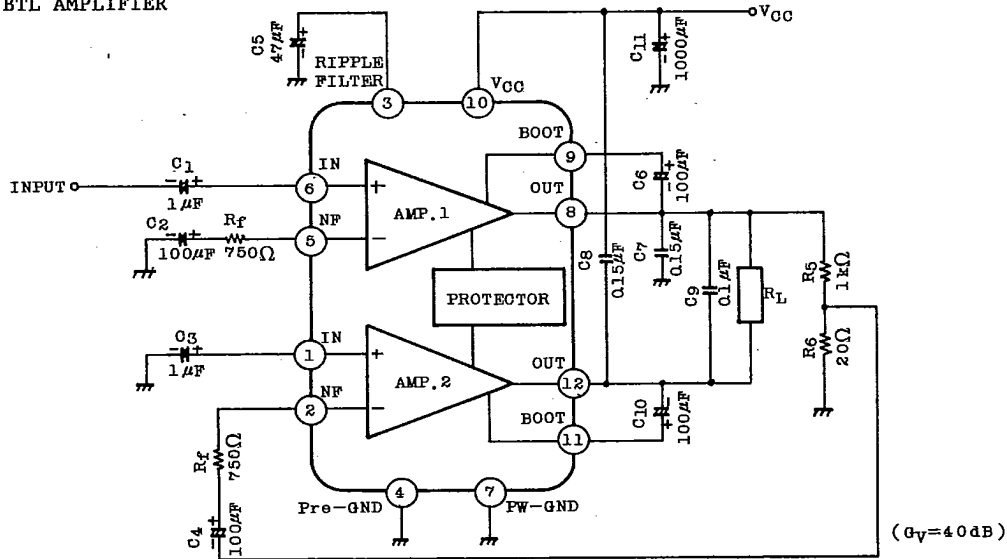 BTL AMPLIFIER
C5
47μF
RIPPLE
FILTER
3
VCC
10
C11
1000μF
VCC
BOOT
9
OUT
8
C6
100μF
INPUT
C1
1μF
IN
6
+
AMP.1
C2
100μF
Rf
750Ω
NF
5
−
PROTECTOR
C8
0.15μF
C7
0.15μF
C9
0.1μF
RL
R5
1kΩ
R6
20Ω
C3
1μF
IN
1
+
AMP.2
NF
2
−
OUT
12
BOOT
11
C10
100μF
Rf
750Ω
C4
100μF
Pre-GND
4
7
PW-GND
(GV=40dB)